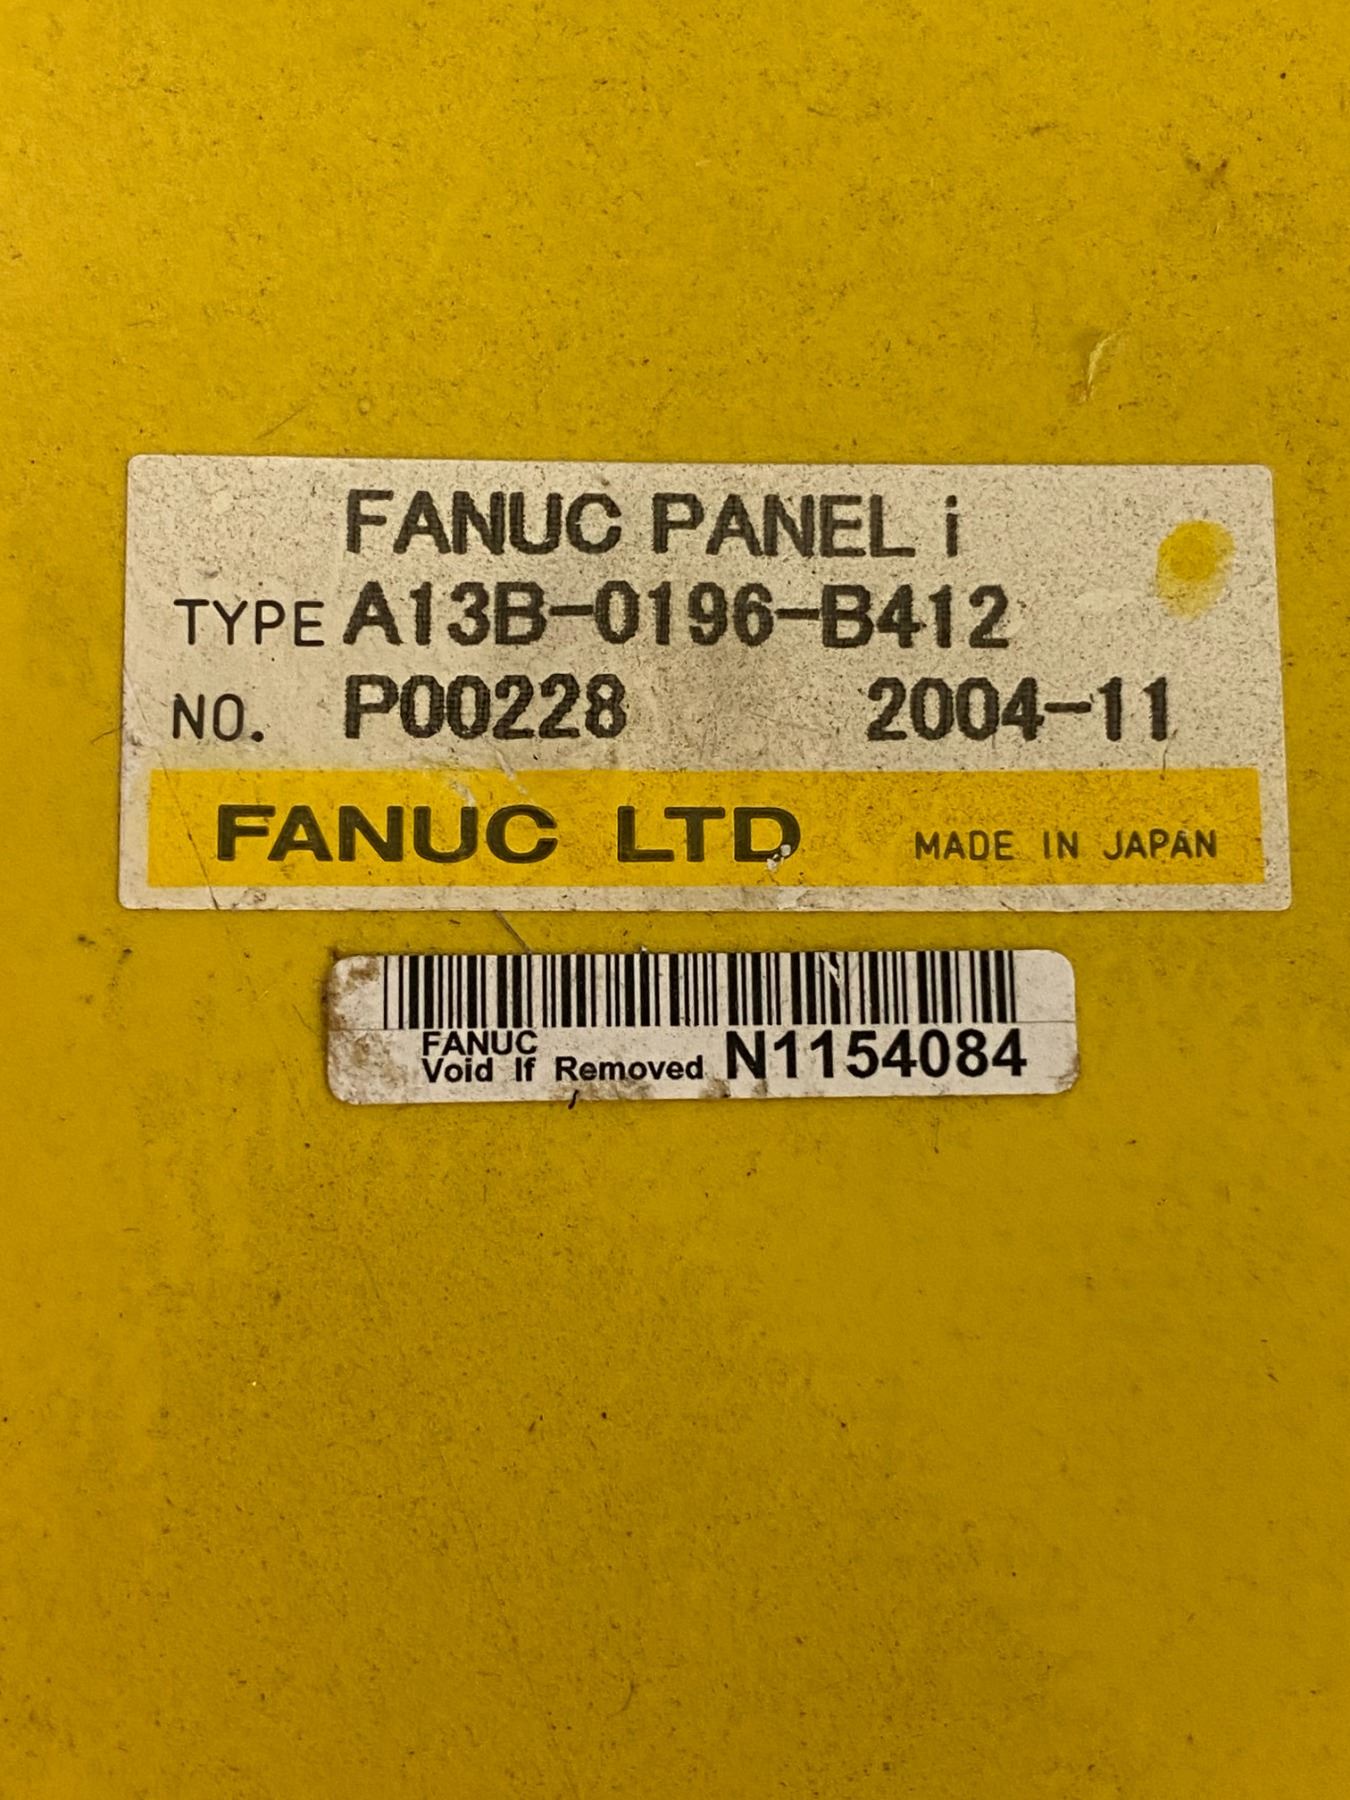 FANUC PANEL i
TYPE A13B-0196-B412
NO. P00228 2004-11
FANUC LTD MADE IN JAPAN
FANUC
Void If Removed N1154084